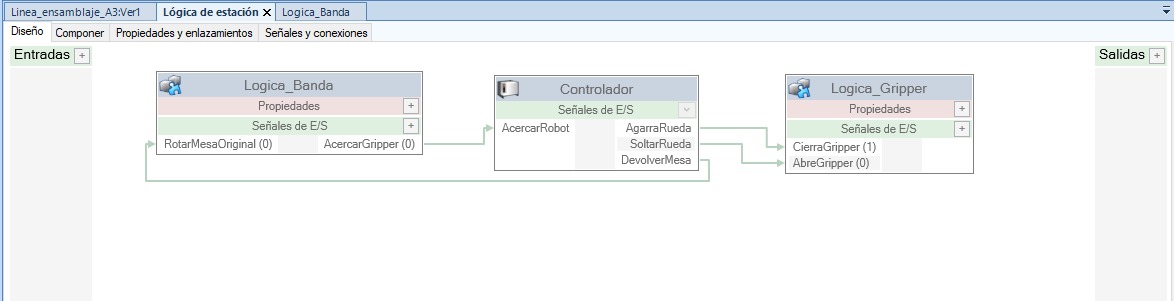 Linea_ensamblaje_A3:Ver1 Lógica de estación X Logica_Banda
Diseño Componer Propiedades y enlazamientos Señales y conexiones
Entradas +
Salidas +
Logica_Banda
Propiedades +
Señales de E/S +
RotarMesaOriginal (0) AcercarGripper (0)
Controlador
Señales de E/S
AcercarRobot AgarraRueda
SoltarRueda
DevolverMesa
Logica_Gripper
Propiedades +
Señales de E/S +
CierraGripper (1)
AbreGripper (0)